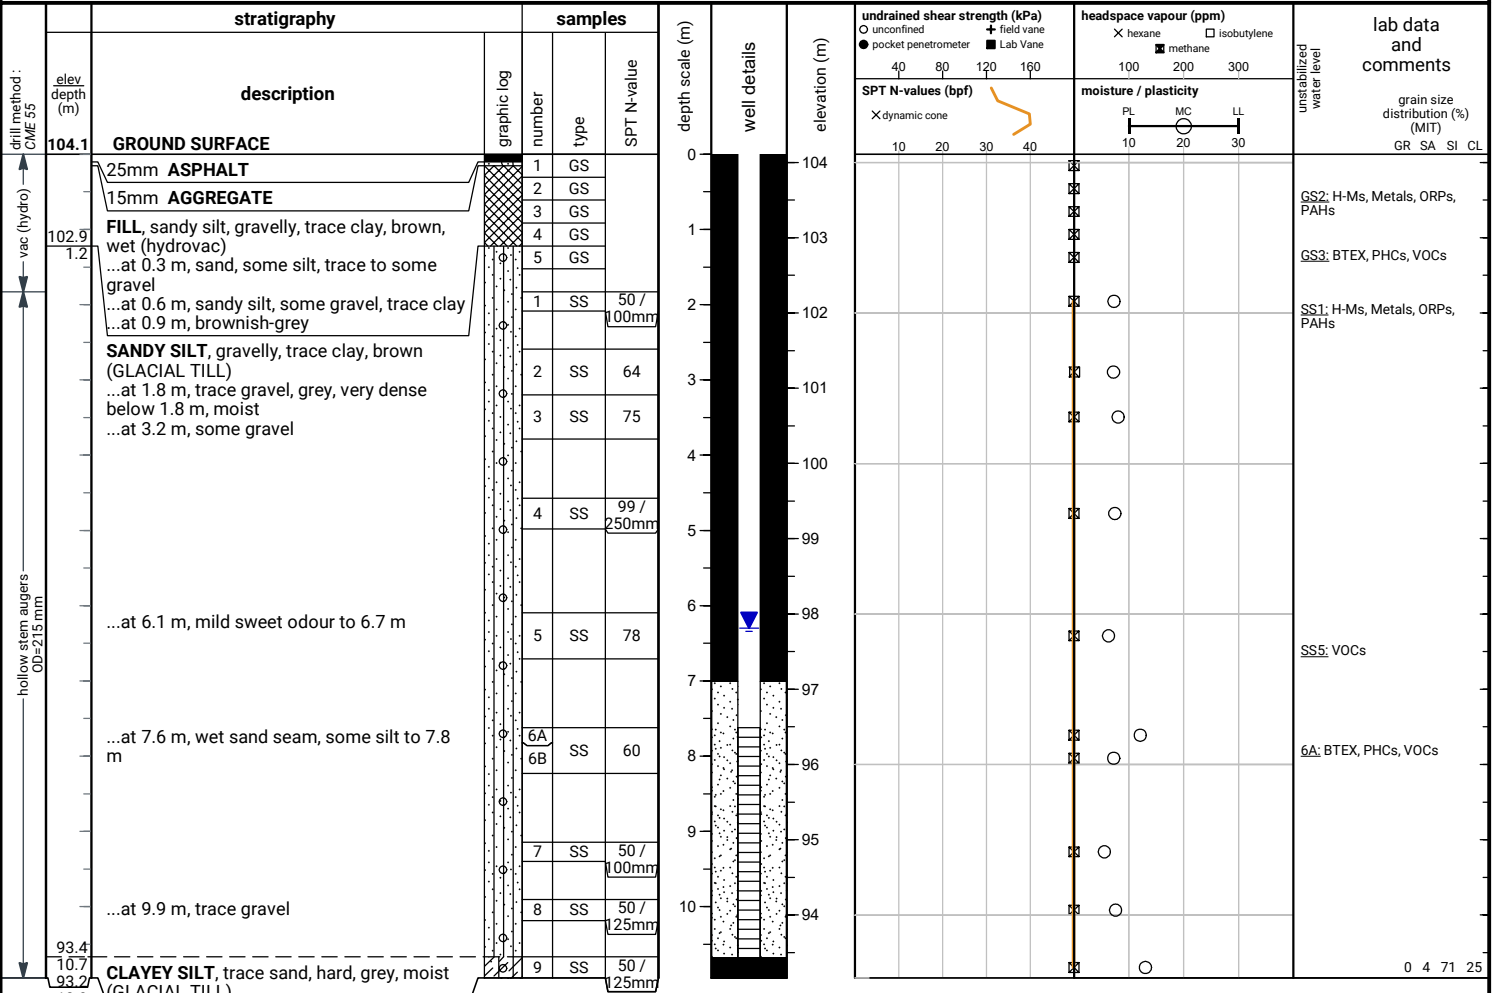 drill method :
CME 55
elev
depth
(m)
stratigraphy
description
graphic log
samples
number
type
SPT N-value
depth scale (m)
well details
elevation (m)
undrained shear strength (kPa)
unconfined
field vane
pocket penetrometer
Lab Vane
40 80 120 160
SPT N-values (bpf)
dynamic cone
10 20 30 40
headspace vapour (ppm)
hexane
isobutylene
methane
100 200 300
moisture / plasticity
PL MC LL
10 20 30
unstabilized
water level
lab data
and
comments
grain size
distribution (%)
(MIT)
GR SA SI CL
104.1 GROUND SURFACE
25mm ASPHALT
15mm AGGREGATE
FILL, sandy silt, gravelly, trace clay, brown,
wet (hydrovac)
...at 0.3 m, sand, some silt, trace to some
gravel
...at 0.6 m, sandy silt, some gravel, trace clay
...at 0.9 m, brownish-grey
102.9
1.2
SANDY SILT, gravelly, trace clay, brown
(GLACIAL TILL)
...at 1.8 m, trace gravel, grey, very dense
below 1.8 m, moist
...at 3.2 m, some gravel
...at 6.1 m, mild sweet odour to 6.7 m
...at 7.6 m, wet sand seam, some silt to 7.8
m
...at 9.9 m, trace gravel
93.4
10.7
93.2
CLAYEY SILT, trace sand, hard, grey, moist
(GLACIAL TILL)
vac (hydro)
hollow stem augers
OD=215 mm
1 GS
2 GS
3 GS
4 GS
5 GS
1 SS 50 /
100mm
2 SS 64
3 SS 75
4 SS 99 /
250mm
5 SS 78
6A
6B
SS 60
7 SS 50 /
100mm
8 SS 50 /
125mm
9 SS 50 /
125mm
0
1
2
3
4
5
6
7
8
9
10
104
103
102
101
100
99
98
97
96
95
94
GS2: H-Ms, Metals, ORPs,
PAHs
GS3: BTEX, PHCs, VOCs
SS1: H-Ms, Metals, ORPs,
PAHs
SS5: VOCs
6A: BTEX, PHCs, VOCs
0 4 71 25